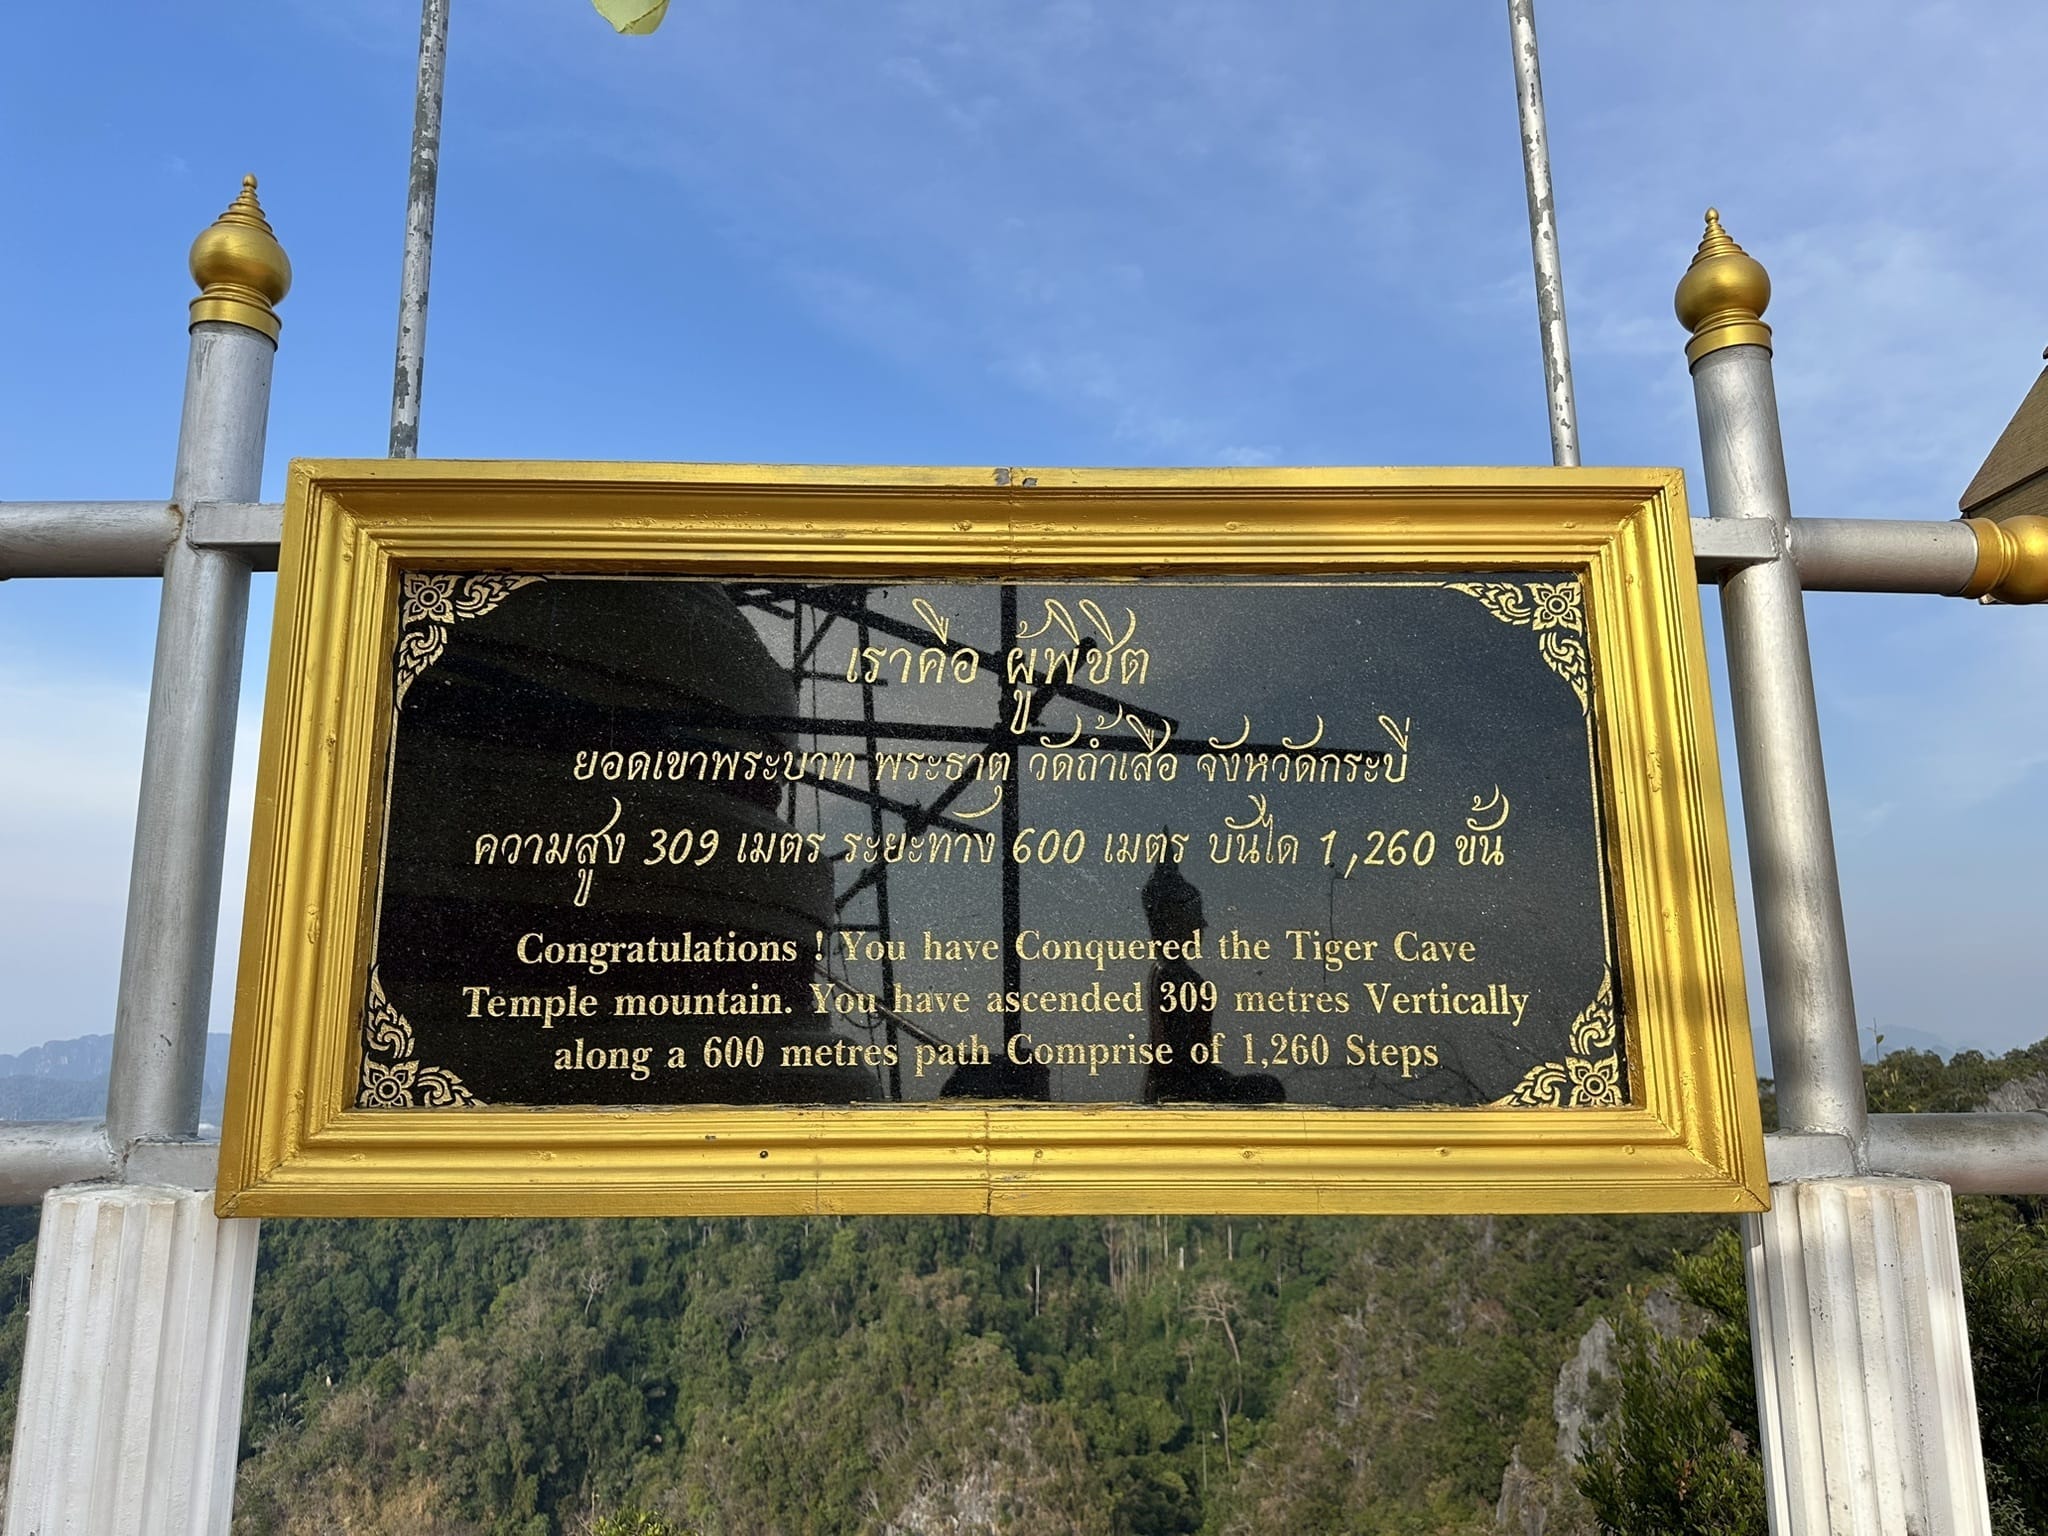 เราคือ ผู้พิชิต
ยอดเขาพระบาท พระธาตุ วัดถ้ำเสือ จังหวัดกระบี่
ความสูง 309 เมตร ระยะทาง 600 เมตร บันได 1,260 ขั้น
Congratulations ! You have Conquered the Tiger Cave
Temple mountain. You have ascended 309 metres Vertically
along a 600 metres path Comprise of 1,260 Steps